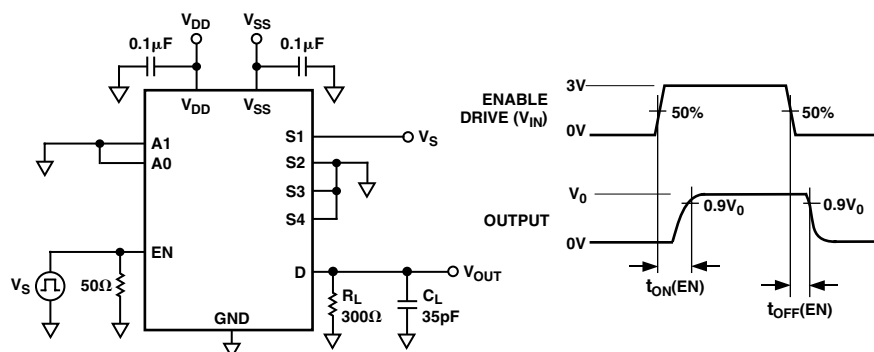 VDD
VSS
0.1μF
0.1μF
VDD
VSS
A1
A0
S1
VS
S2
S3
S4
EN
VS
50Ω
D
VOUT
RL
300Ω
CL
35pF
GND
3V
ENABLE
DRIVE (VIN)
50%
50%
0V
V0
0.9V0
0.9V0
OUTPUT
0V
tON(EN)
tOFF(EN)